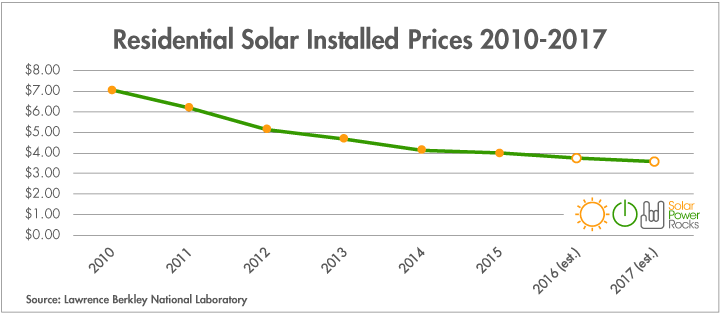 Residential Solar Installed Prices 2010-2017
$8.00
$7.00
$6.00
$5.00
$4.00
$3.00
$2.00
$1.00
$0.00
2010
2011
2012
2013
2014
2015
2016 (est.)
2017 (est.)
Solar
Power
Rocks
Source: Lawrence Berkley National Laboratory